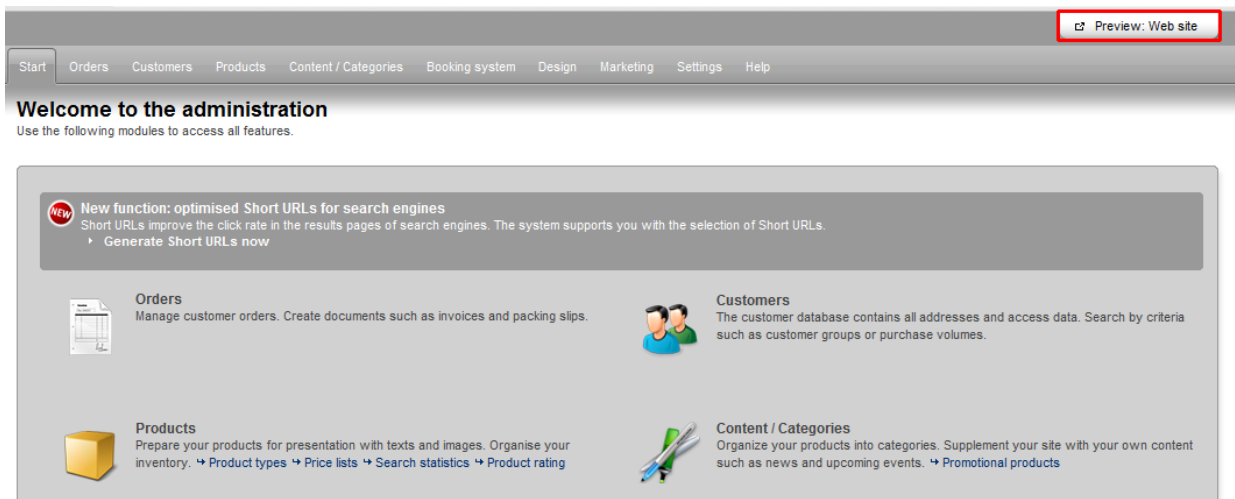 Preview: Web site
Start Orders Customers Products Content / Categories Booking system Design Marketing Settings Help
Welcome to the administration
Use the following modules to access all features.
NEW
New function: optimised Short URLs for search engines
Short URLs improve the click rate in the results pages of search engines. The system supports you with the selection of Short URLs.
Generate Short URLs now
Orders
Manage customer orders. Create documents such as invoices and packing slips.
Customers
The customer database contains all addresses and access data. Search by criteria
such as customer groups or purchase volumes.
Products
Prepare your products for presentation with texts and images. Organise your
inventory. ↪ Product types ↪ Price lists ↪ Search statistics ↪ Product rating
Content / Categories
Organize your products into categories. Supplement your site with your own content
such as news and upcoming events. ↪ Promotional products